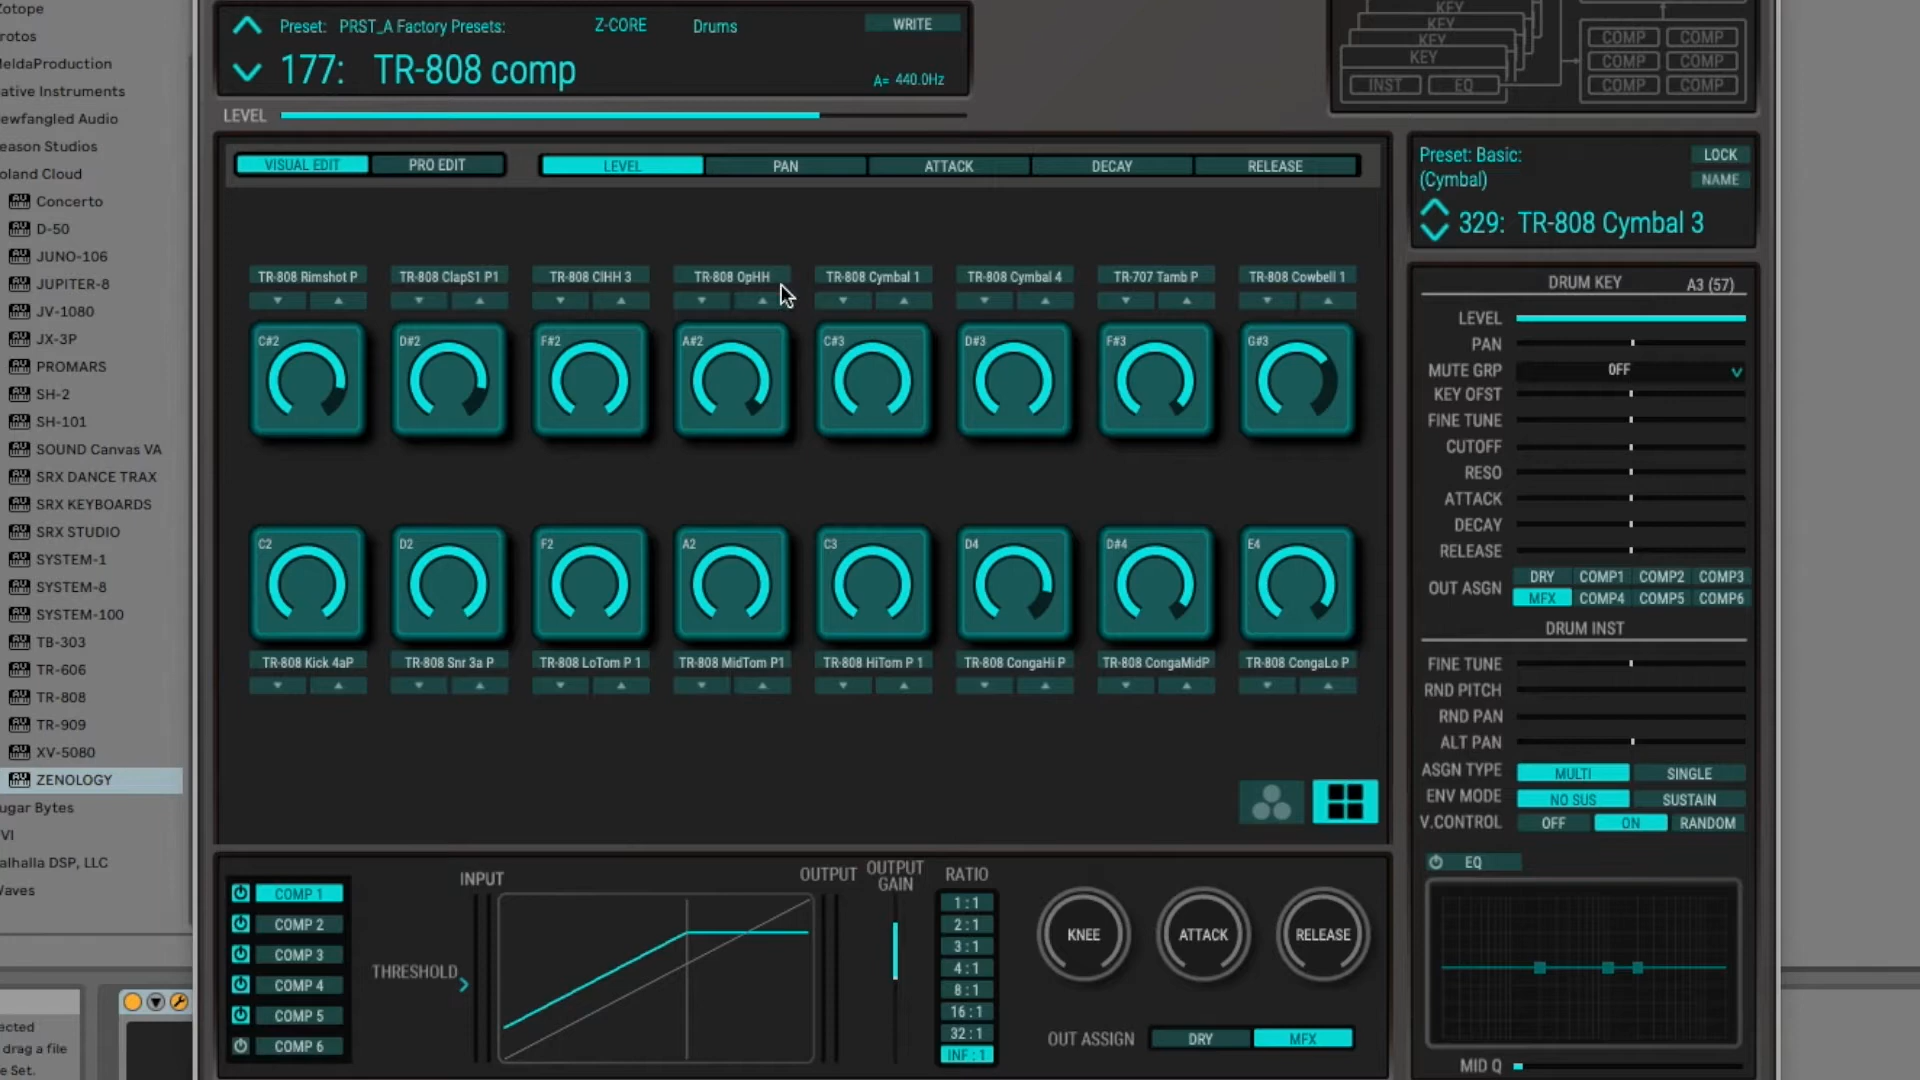 Preset: PRST_A Factory Presets: Z-CORE Drums WRITE
177: TR-808 comp
A= 440.0Hz
LEVEL
VISUAL EDIT PRO EDIT LEVEL PAN ATTACK DECAY RELEASE
TR-808 Rimshot P TR-808 ClapS1 P1 TR-808 ClHH 3 TR-808 OpHH TR-808 Cymbal 1 TR-808 Cymbal 4 TR-707 Tamb P TR-808 Cowbell 1
C#2 D#2 F#2 A#2 C#3 D#3 F#3 G#3
C2 D2 F2 A2 C3 D4 D#4 E4
TR-808 Kick 4aP TR-808 Snr 3a P TR-808 LoTom P 1 TR-808 MidTom P1 TR-808 HiTom P 1 TR-808 CongaHi P TR-808 CongaMidP TR-808 CongaLo P
COMP 1
COMP 2
COMP 3
COMP 4
COMP 5
COMP 6
INPUT
THRESHOLD
OUTPUT
OUTPUT
GAIN
RATIO
1 : 1
2 : 1
3 : 1
4 : 1
8 : 1
16 : 1
32 : 1
INF : 1
KNEE ATTACK RELEASE
OUT ASSIGN DRY MFX
KEY
KEY
KEY
KEY
INST EQ
COMP COMP
COMP COMP
COMP COMP
Preset: Basic: LOCK
(Cymbal) NAME
329: TR-808 Cymbal 3
DRUM KEY A3 (57)
LEVEL
PAN
MUTE GRP OFF
KEY OFST
FINE TUNE
CUTOFF
RESO
ATTACK
DECAY
RELEASE
OUT ASGN
DRY COMP1 COMP2 COMP3
MFX COMP4 COMP5 COMP6
DRUM INST
FINE TUNE
RND PITCH
RND PAN
ALT PAN
ASGN TYPE MULTI SINGLE
ENV MODE NO SUS SUSTAIN
V.CONTROL OFF ON RANDOM
EQ
MID Q
zotope
rotos
MeldaProduction
ative Instruments
ewfangled Audio
eason Studios
oland Cloud
Concerto
D-50
JUNO-106
JUPITER-8
JV-1080
JX-3P
PROMARS
SH-2
SH-101
SOUND Canvas VA
SRX DANCE TRAX
SRX KEYBOARDS
SRX STUDIO
SYSTEM-1
SYSTEM-8
SYSTEM-100
TB-303
TR-606
TR-808
TR-909
XV-5080
ZENOLOGY
ugar Bytes
VI
alhalla DSP, LLC
Waves
ected
drag a file
e Set.